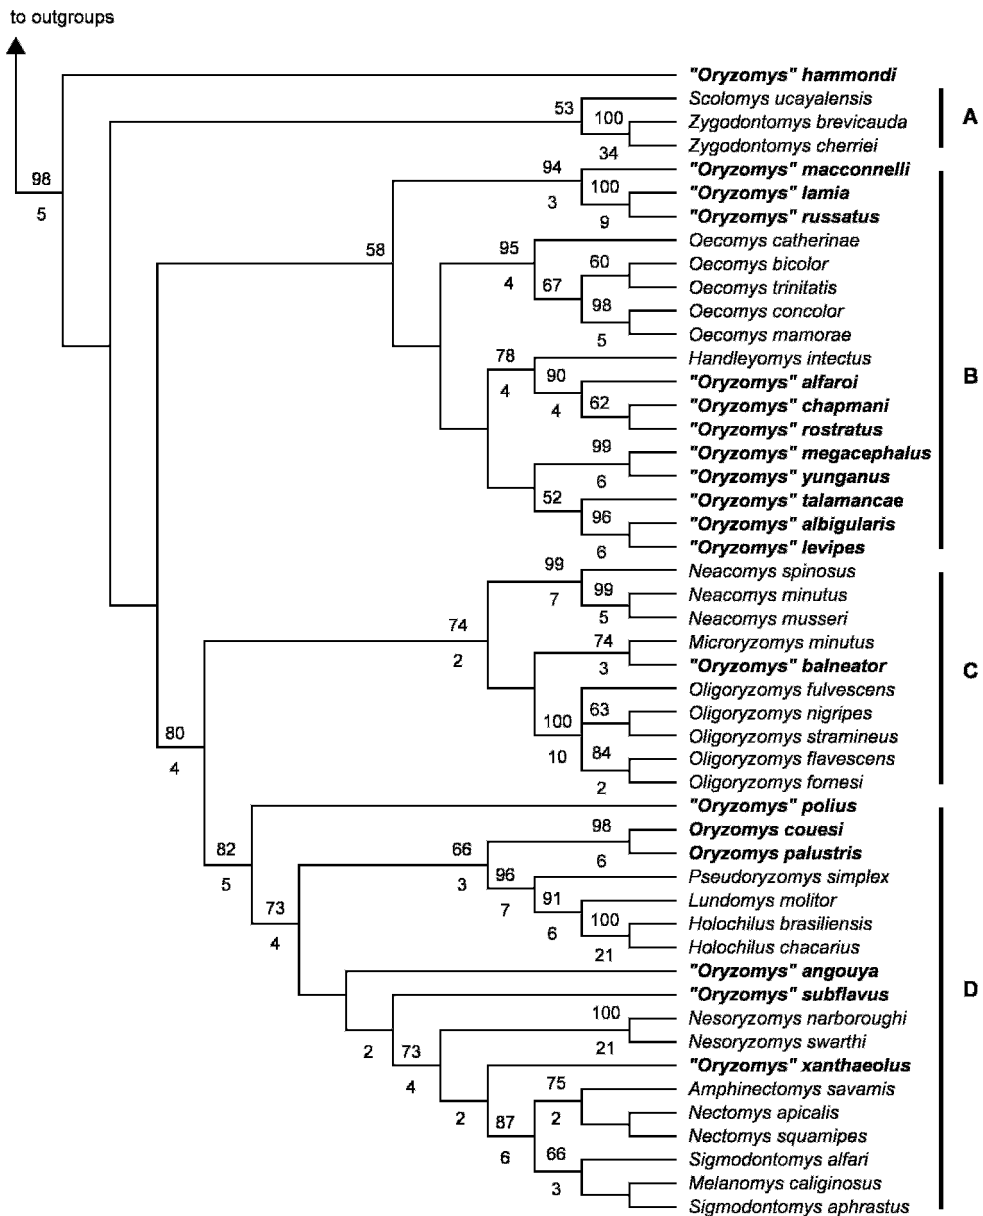 to outgroups
"Oryzomys" hammondi
Scolomys ucayalensis
53
A
100
Zygodontomys brevicauda
Zygodontomys cherriei
34
"Oryzomys" macconnelli
94
98
100
"Oryzomys" lamia
3
5
"Oryzomys" russatus
9
Oecomys catherinae
58
95
Oecomys bicolor
60
4
67
Oecomys trinitatis
98
Oecomys concolor
Oecomys mamorae
5
78
Handleyomys intectus
90
B
4
"Oryzomys" alfaroi
62
"Oryzomys" chapmani
4
"Oryzomys" rostratus
99
"Oryzomys" megacephalus
6
"Oryzomys" yunganus
52
"Oryzomys" talamancae
96
"Oryzomys" albigularis
6
"Oryzomys" levipes
99
Neacomys spinosus
99
7
Neacomys minutus
5
Neacomys musseri
74
74
Microryzomys minutus
2
3
"Oryzomys" balneator
C
Oligoryzomys fulvescens
63
100
Oligoryzomys nigripes
80
Oligoryzomys stramineus
84
10
4
Oligoryzomys flavescens
2
Oligoryzomys fornesi
"Oryzomys" polius
98
Oryzomys couesi
82
66
Oryzomys palustris
6
5
3
96
Pseudoryzomys simplex
91
7
73
Lundomys molitor
100
4
6
Holochilus brasiliensis
21
Holochilus chacarius
"Oryzomys" angouya
D
"Oryzomys" subflavus
100
Nesoryzomys narboroughi
2
73
21
Nesoryzomys swarthi
4
"Oryzomys" xanthaeolus
75
Amphinectomys savamis
2
87
2
Nectomys apicalis
Nectomys squamipes
6
66
Sigmodontomys alfari
3
Melanomys caliginosus
Sigmodontomys aphrastus